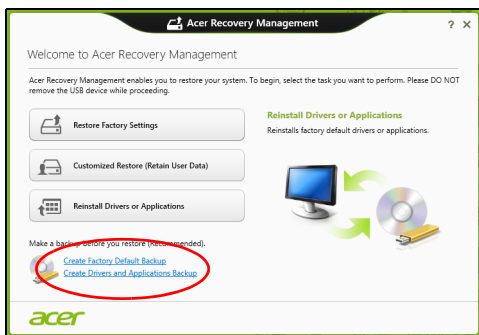 Acer Recovery Management
? X
Welcome to Acer Recovery Management
Acer Recovery Management enables you to restore your system. To begin, select the task you want to perform. Please DO NOT
remove the USB device while proceeding.
Restore Factory Settings
Customized Restore (Retain User Data)
Reinstall Drivers or Applications
Reinstall Drivers or Applications
Reinstalls factory default drivers or applications.
Make a backup before you restore (Recommended).
Create Factory Default Backup
Create Drivers and Applications Backup
acer